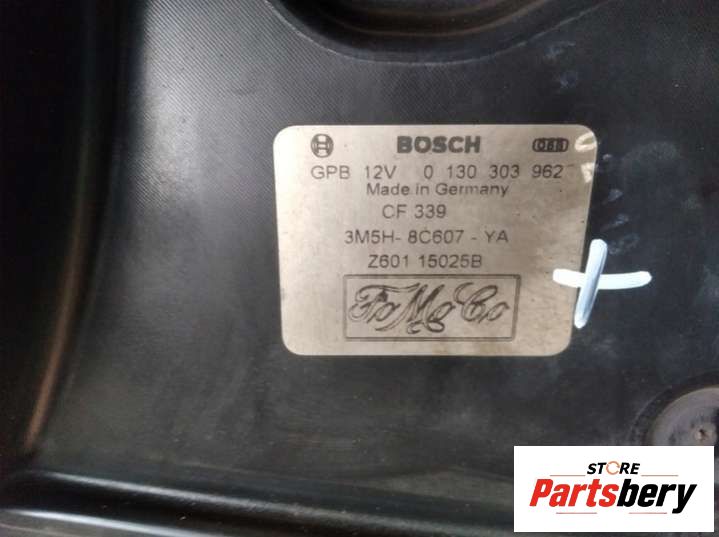 BOSCH
GPB 12V 0 130 303 962
Made in Germany
CF 339
3M5H- 8C607 - YA
Z601 15025B
FoMoCo
STORE
Partsbery